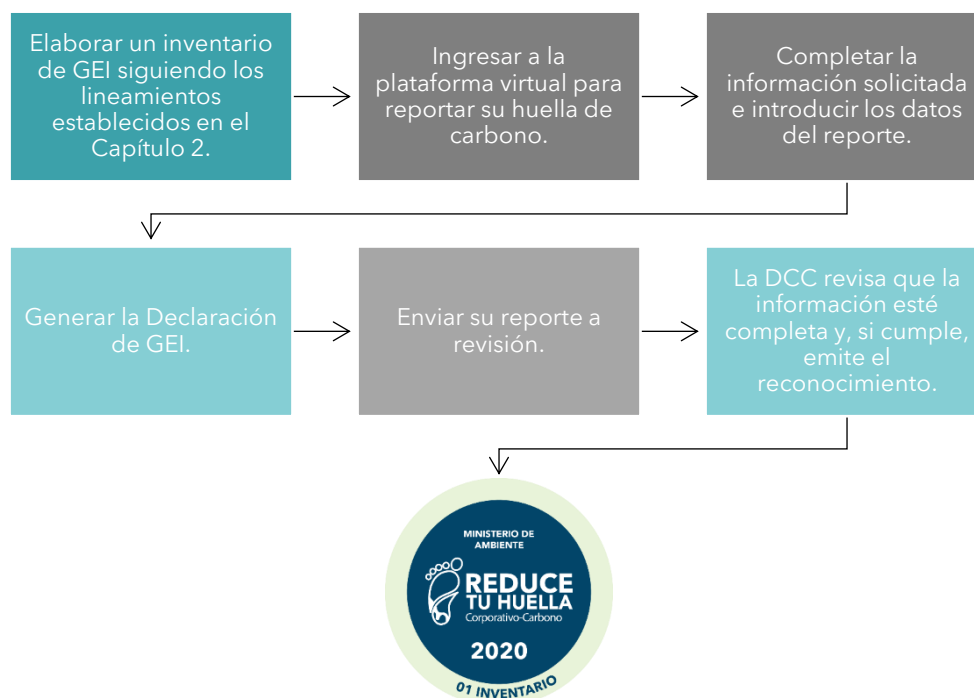 Elaborar un inventario
de GEI siguiendo los
lineamientos
establecidos en el
Capítulo 2.
Ingresar a la
plataforma virtual para
reportar su huella de
carbono.
Completar la
información solicitada
e introducir los datos
del reporte.
Generar la Declaración
de GEI.
Enviar su reporte a
revisión.
La DCC revisa que la
información esté
completa y, si cumple,
emite el
reconocimiento.
MINISTERIO DE
AMBIENTE
REDUCE
TU HUELLA
Corporativo-Carbono
2020
01 INVENTARIO